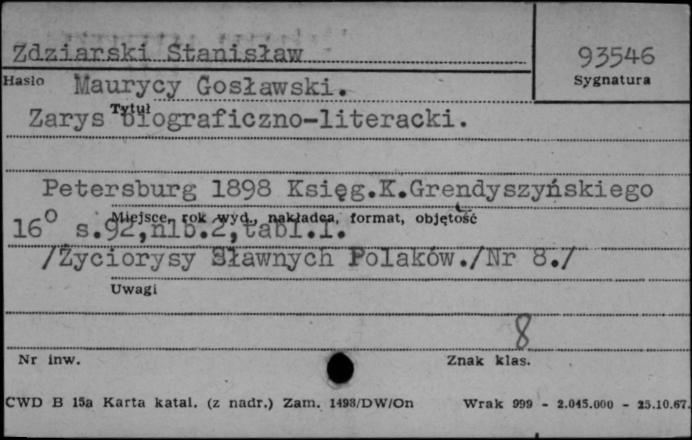 Zdziarski Stanisław
93546
Hasło
Sygnatura
Maurycy Gosławski.
Tytuł
Zarys biograficzno-literacki.
Petersburg 1898 Księg.K.Grendyszyńskiego
Miejsce, rok wyd., nakładca, format, objętość
16° s.92,nlb.2,tabl.1.
/Życiorysy Sławnych Polaków./Nr 8./
Uwagi
8
Nr inw.
Znak klas.
CWD B 15a Karta katal. (z nadr.) Zam. 1498/DW/On
Wrak 999 - 2.045.000 - 25.10.67.